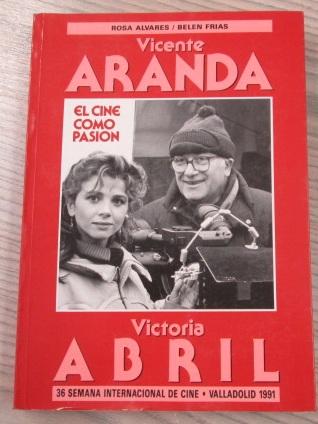 ROSA ALVARES / BELEN FRIAS
Vicente
ARANDA
EL CINE
COMO
PASION
Victoria
ABRIL
36 SEMANA INTERNACIONAL DE CINE • VALLADOLID 1991